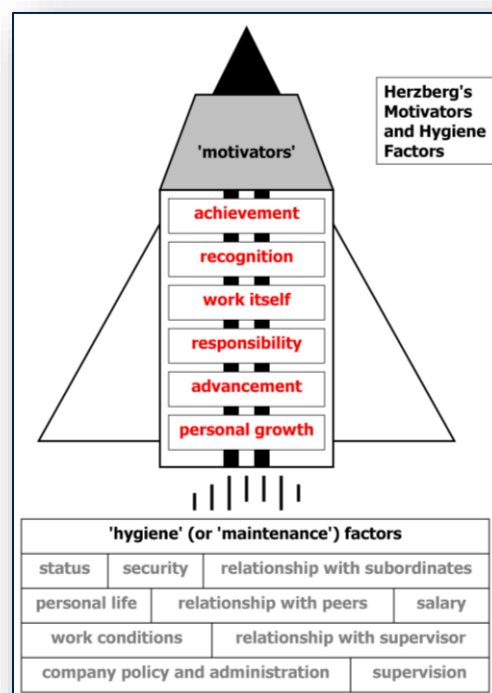 Herzberg's
Motivators
and Hygiene
Factors
'motivators'
achievement
recognition
work itself
responsibility
advancement
personal growth
'hygiene' (or 'maintenance') factors
status security relationship with subordinates
personal life relationship with peers salary
work conditions relationship with supervisor
company policy and administration supervision